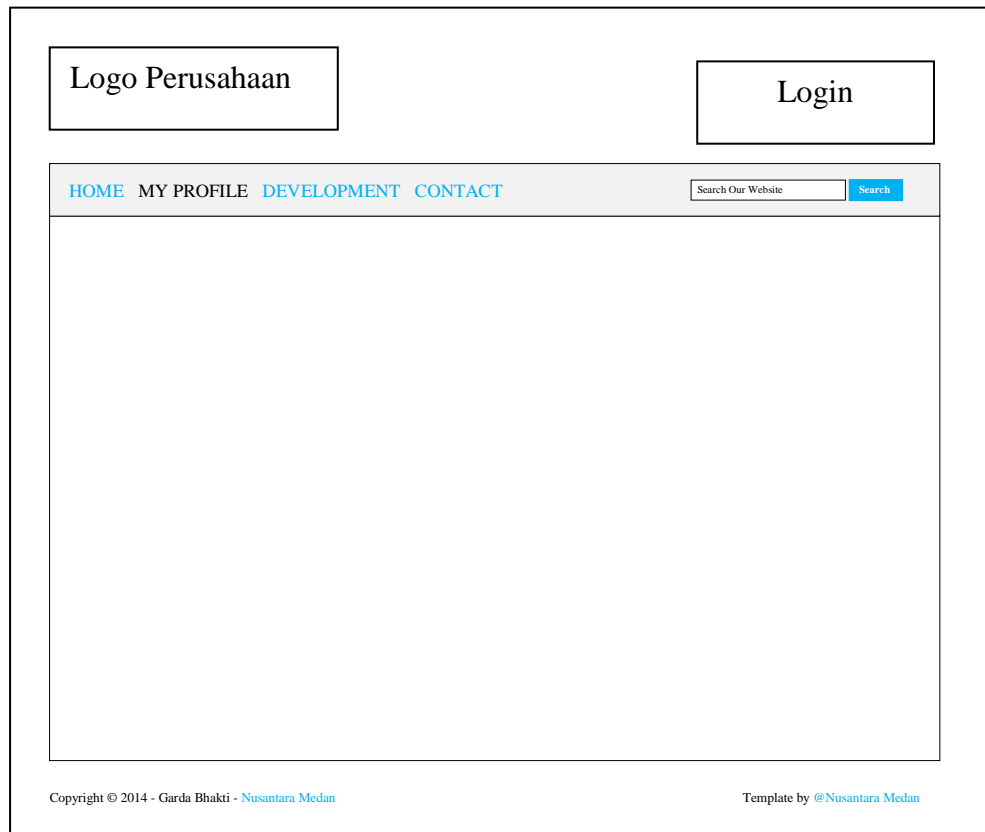 Logo Perusahaan
Login
HOME MY PROFILE DEVELOPMENT CONTACT
Search Our Website
Search
Copyright © 2014 - Garda Bhakti - Nusantara Medan
Template by @Nusantara Medan